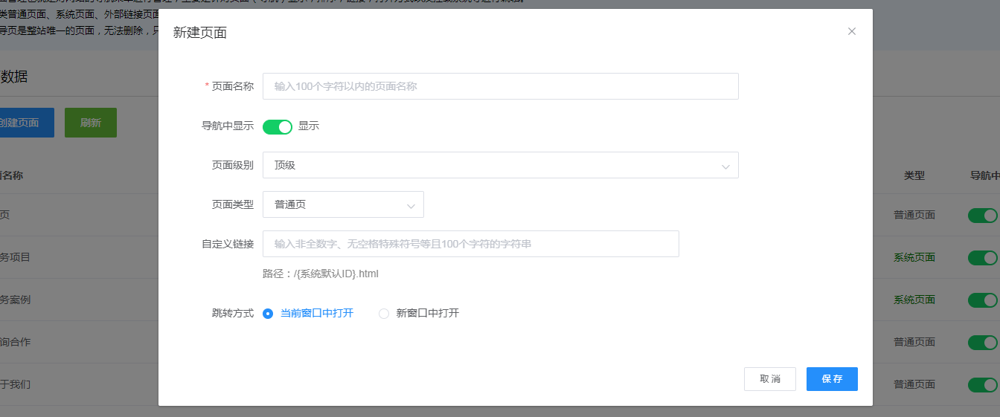 类普通页面、系统页面、外部链接页面
导页是整站唯一的页面，无法删除，只
新建页面
数据
* 页面名称
输入100个字符以内的页面名称
创建页面
刷新
导航中显示
显示
页面级别
顶级
名称
类型
导航中
页面类型
普通页
页
普通页面
自定义链接
输入非全数字、无空格特殊符号等且100个字符的字符串
务项目
系统页面
路径：/{系统默认ID}.html
务案例
系统页面
跳转方式
当前窗口中打开
新窗口中打开
询合作
普通页面
取消
保存
于我们
普通页面